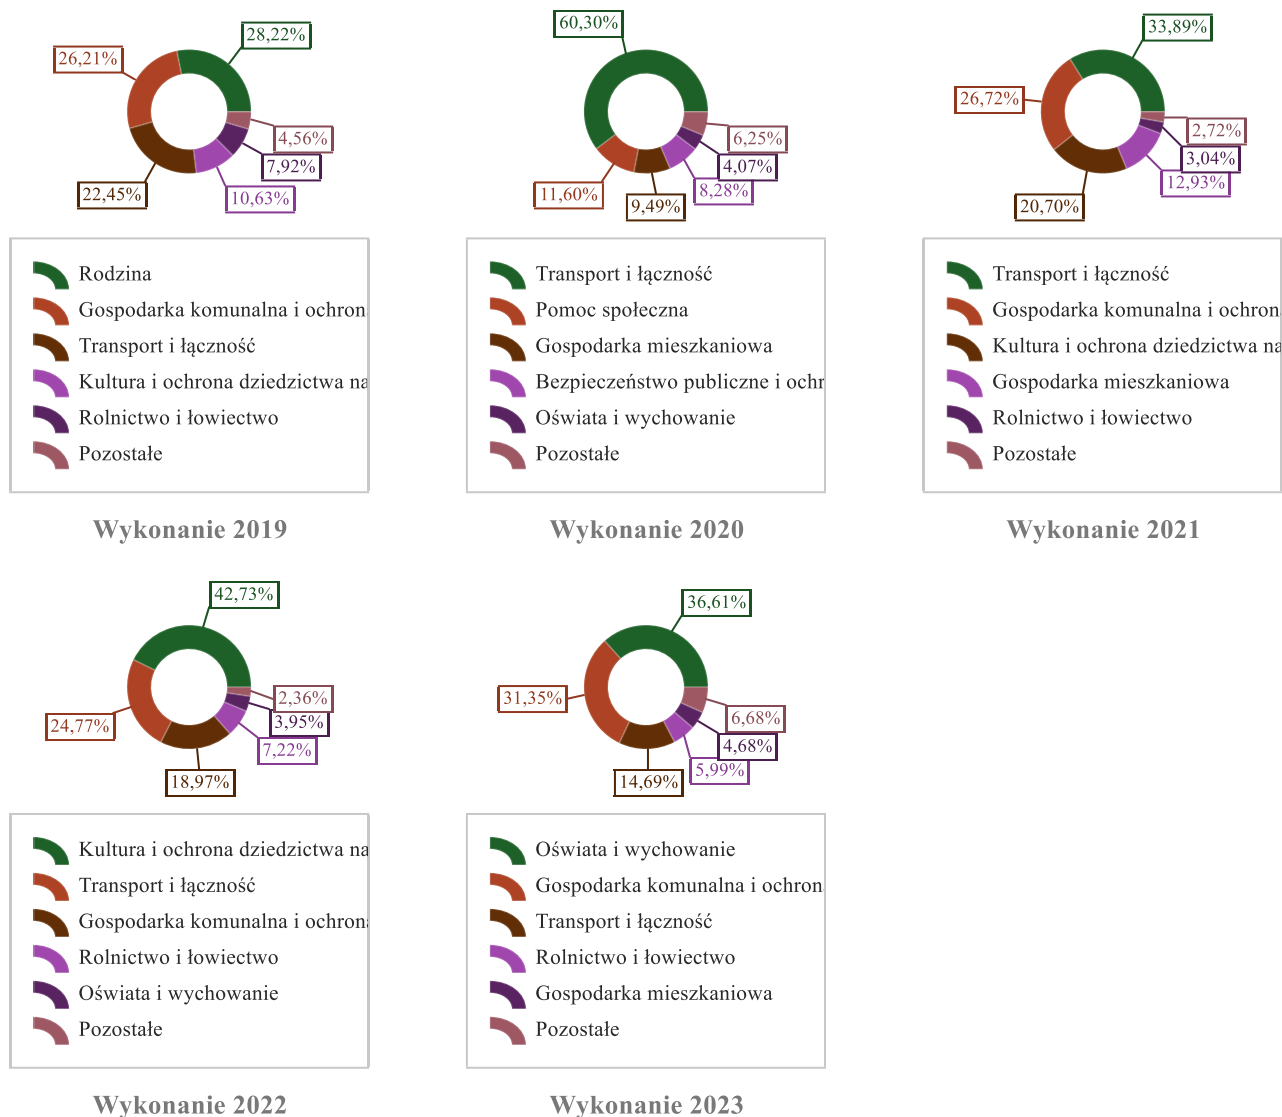 28,22%
26,21%
4,56%
7,92%
22,45%
10,63%
Rodzina
Gospodarka komunalna i ochron
Transport i łączność
Kultura i ochrona dziedzictwa na
Rolnictwo i łowiectwo
Pozostałe
Wykonanie 2019
60,30%
6,25%
4,07%
8,28%
11,60%
9,49%
Transport i łączność
Pomoc społeczna
Gospodarka mieszkaniowa
Bezpieczeństwo publiczne i ochr
Oświata i wychowanie
Pozostałe
Wykonanie 2020
33,89%
26,72%
2,72%
3,04%
12,93%
20,70%
Transport i łączność
Gospodarka komunalna i ochron
Kultura i ochrona dziedzictwa na
Gospodarka mieszkaniowa
Rolnictwo i łowiectwo
Pozostałe
Wykonanie 2021
42,73%
2,36%
24,77%
3,95%
7,22%
18,97%
Kultura i ochrona dziedzictwa na
Transport i łączność
Gospodarka komunalna i ochron
Rolnictwo i łowiectwo
Oświata i wychowanie
Pozostałe
Wykonanie 2022
36,61%
31,35%
6,68%
4,68%
5,99%
14,69%
Oświata i wychowanie
Gospodarka komunalna i ochron
Transport i łączność
Rolnictwo i łowiectwo
Gospodarka mieszkaniowa
Pozostałe
Wykonanie 2023